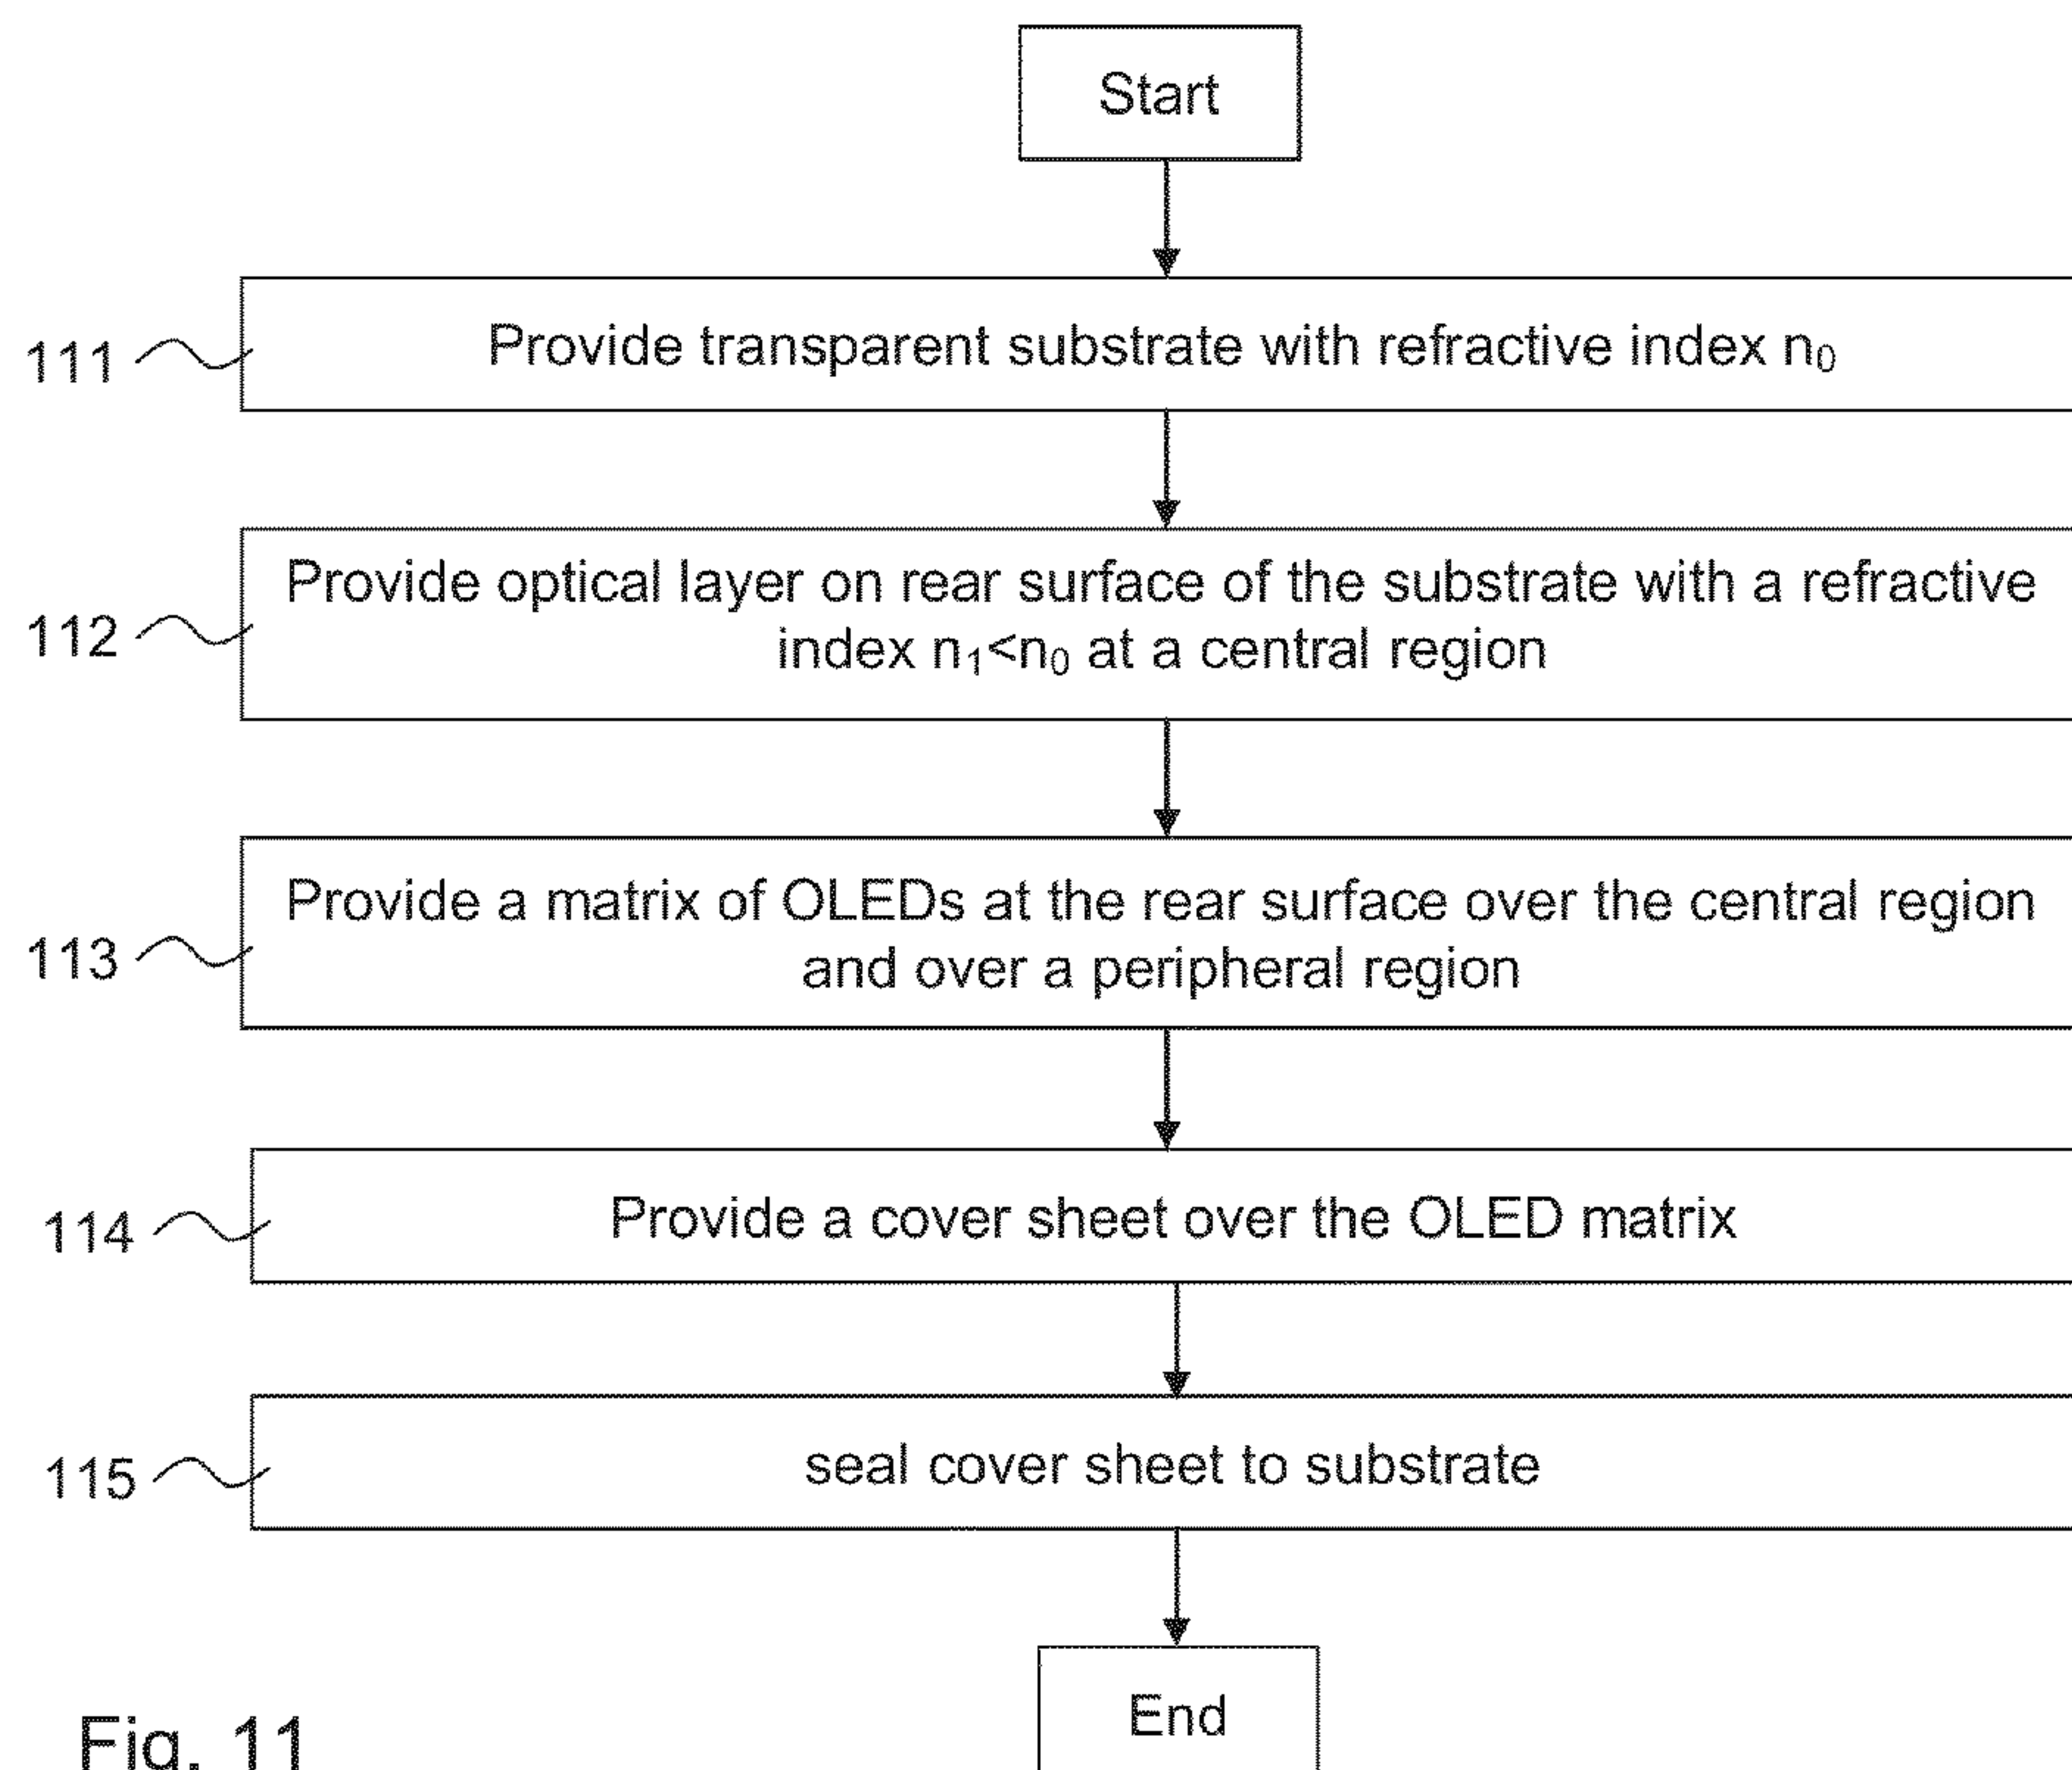 Start
111
Provide transparent substrate with refractive index n₀
112
Provide optical layer on rear surface of the substrate with a refractive
index n₁<n₀ at a central region
113
Provide a matrix of OLEDs at the rear surface over the central region
and over a peripheral region
114
Provide a cover sheet over the OLED matrix
115
seal cover sheet to substrate
End
Fig. 11